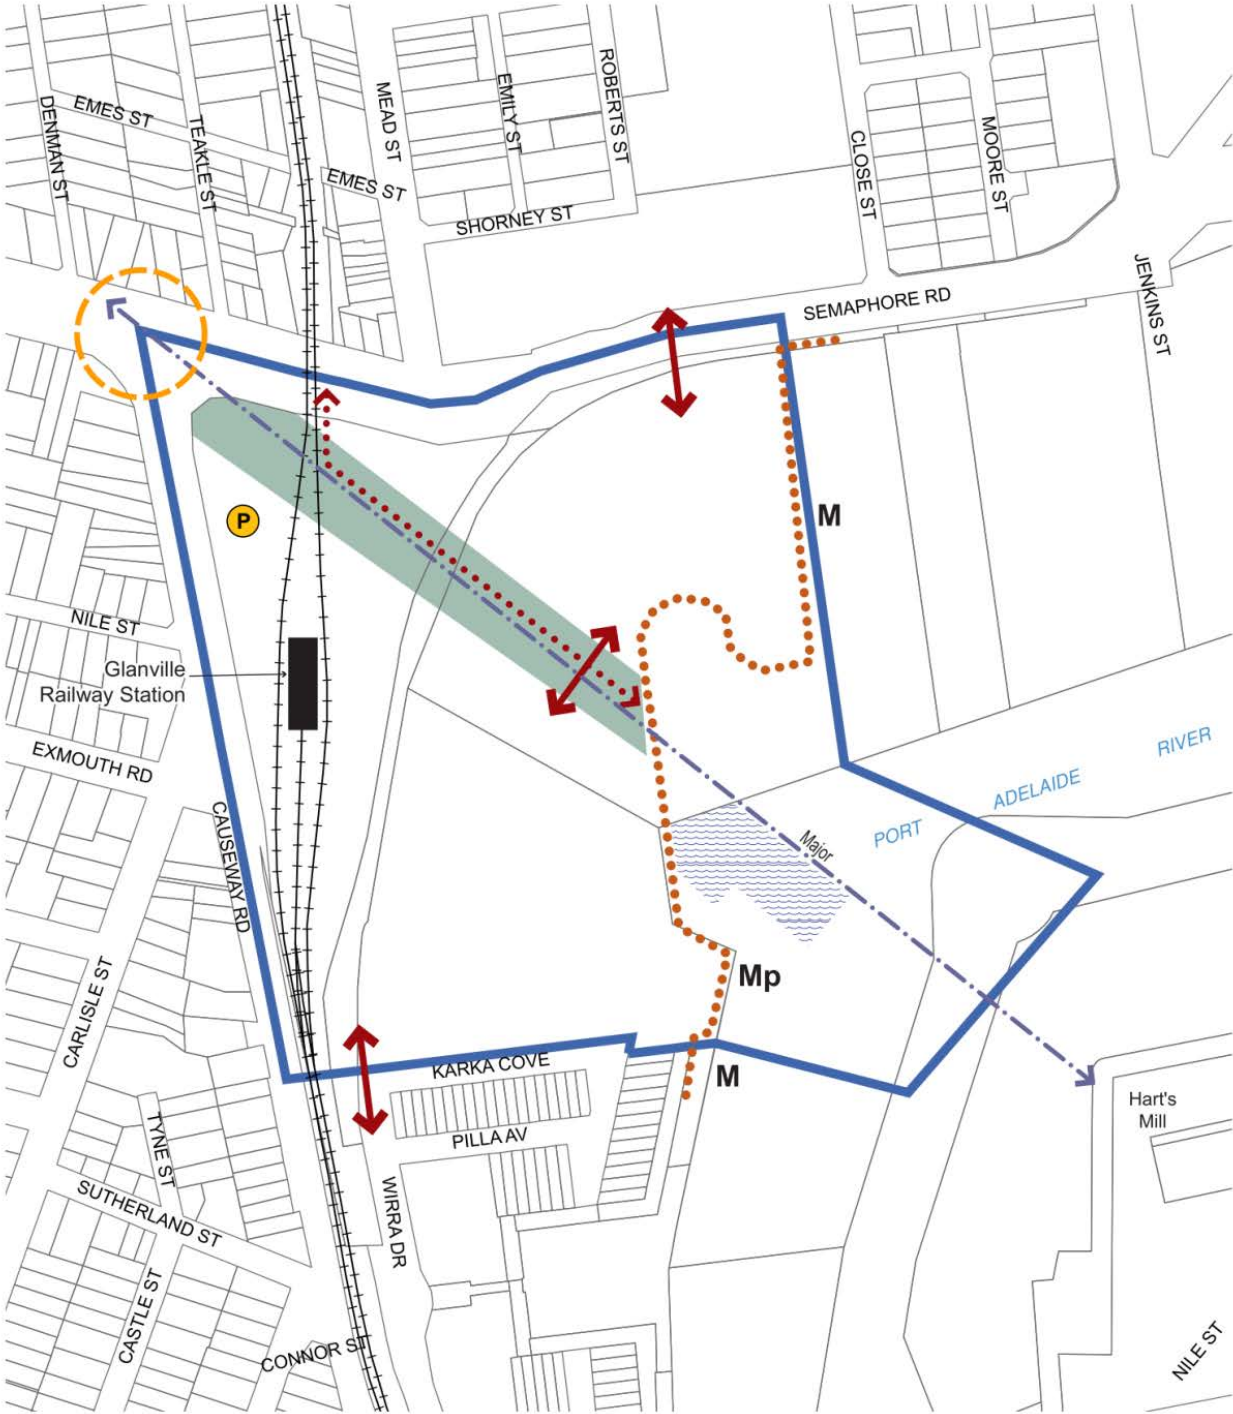 EMES ST
DENMAN ST
TEAKLE ST
MEAD ST
EMILY ST
ROBERTS ST
EMES ST
SHORNEY ST
CLOSE ST
MOORE ST
JENKINS ST
SEMAPHORE RD
P
M
NILE ST
Glanville
Railway Station
EXMOUTH RD
CAUSEWAY RD
RIVER
ADELAIDE
PORT
Major
CARLISLE ST
Mp
KARKA COVE
M
Hart's
Mill
PILLA AV
TYNE ST
WIRRA DR
SUTHERLAND ST
CASTLE ST
CONNOR ST
NILE ST